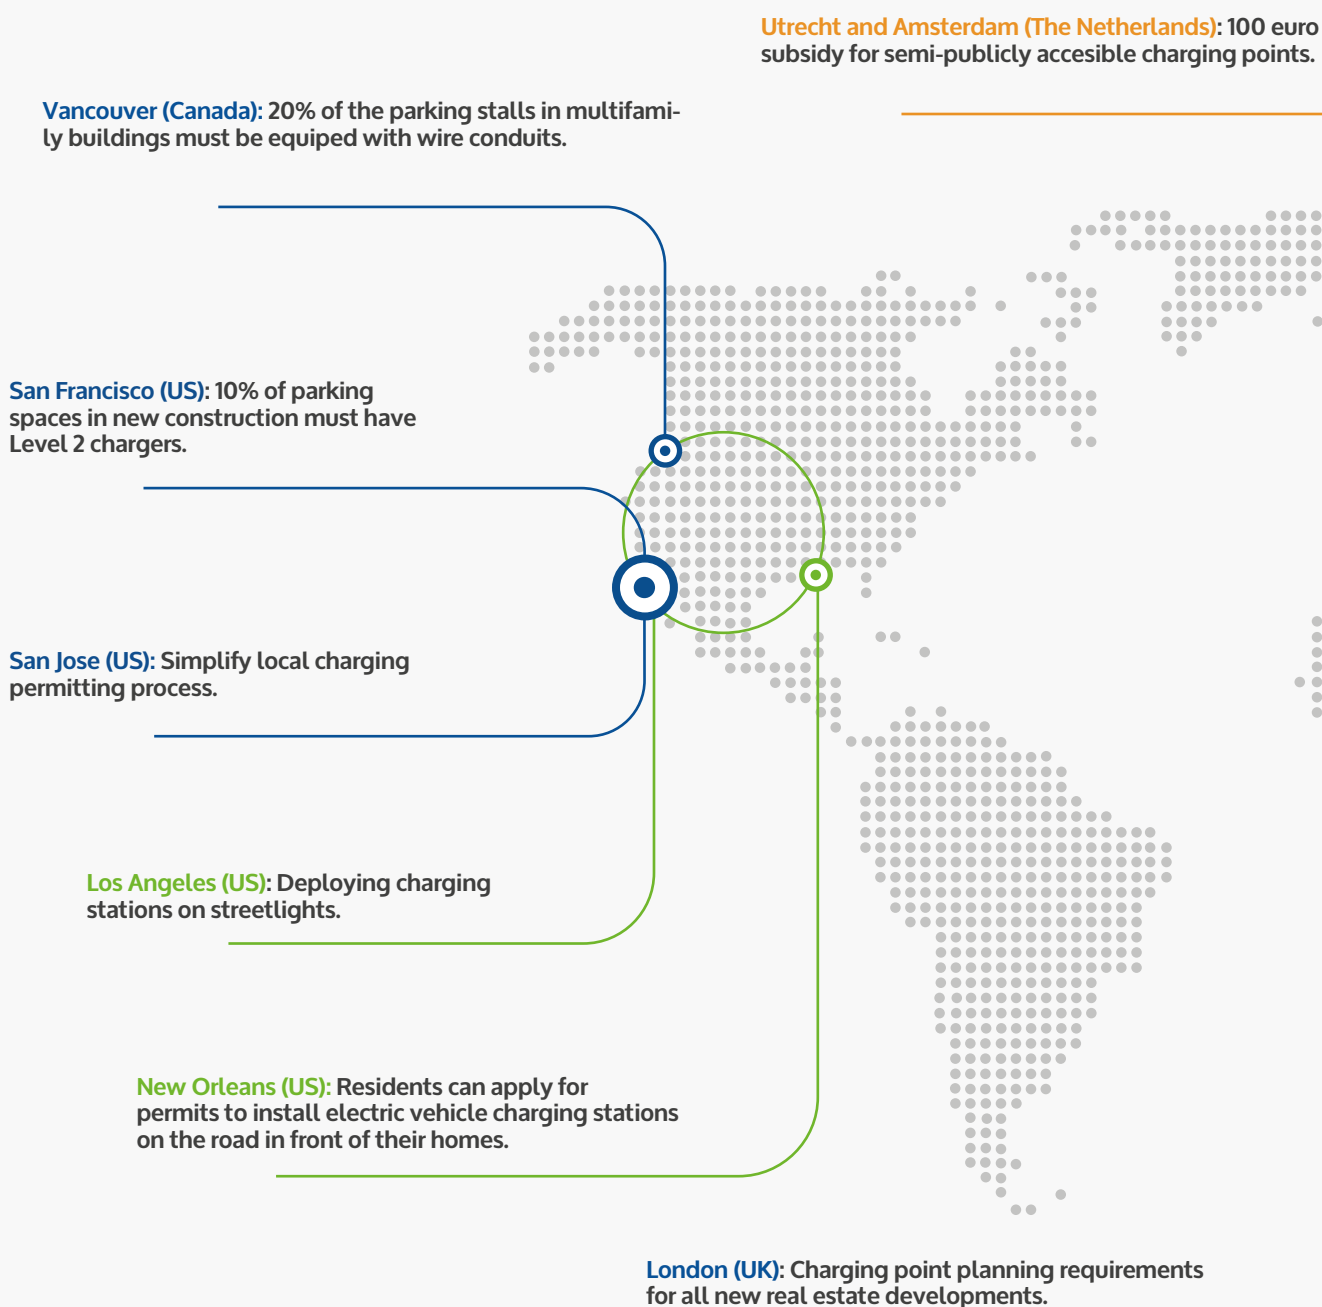 Utrecht and Amsterdam (The Netherlands): 100 euro
subsidy for semi-publicly accesible charging points.
Vancouver (Canada): 20% of the parking stalls in multifami-
ly buildings must be equiped with wire conduits.
San Francisco (US): 10% of parking
spaces in new construction must have
Level 2 chargers.
San Jose (US): Simplify local charging
permitting process.
Los Angeles (US): Deploying charging
stations on streetlights.
New Orleans (US): Residents can apply for
permits to install electric vehicle charging stations
on the road in front of their homes.
London (UK): Charging point planning requirements
for all new real estate developments.